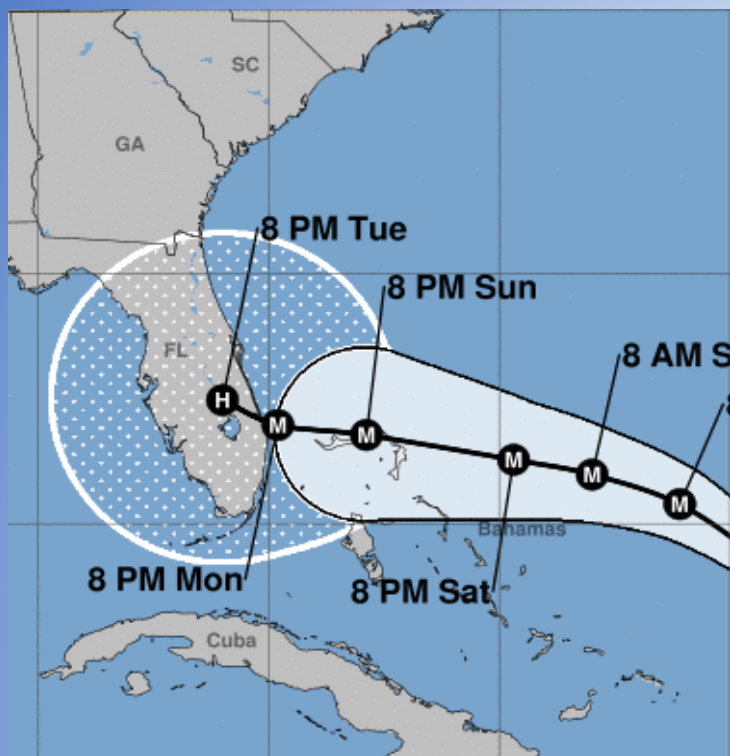 SC
GA
8 PM Tue
8 PM Sun
FL
8 AM S
H
M
M
M
M
M
Bahamas
8 PM Mon
8 PM Sat
Cuba